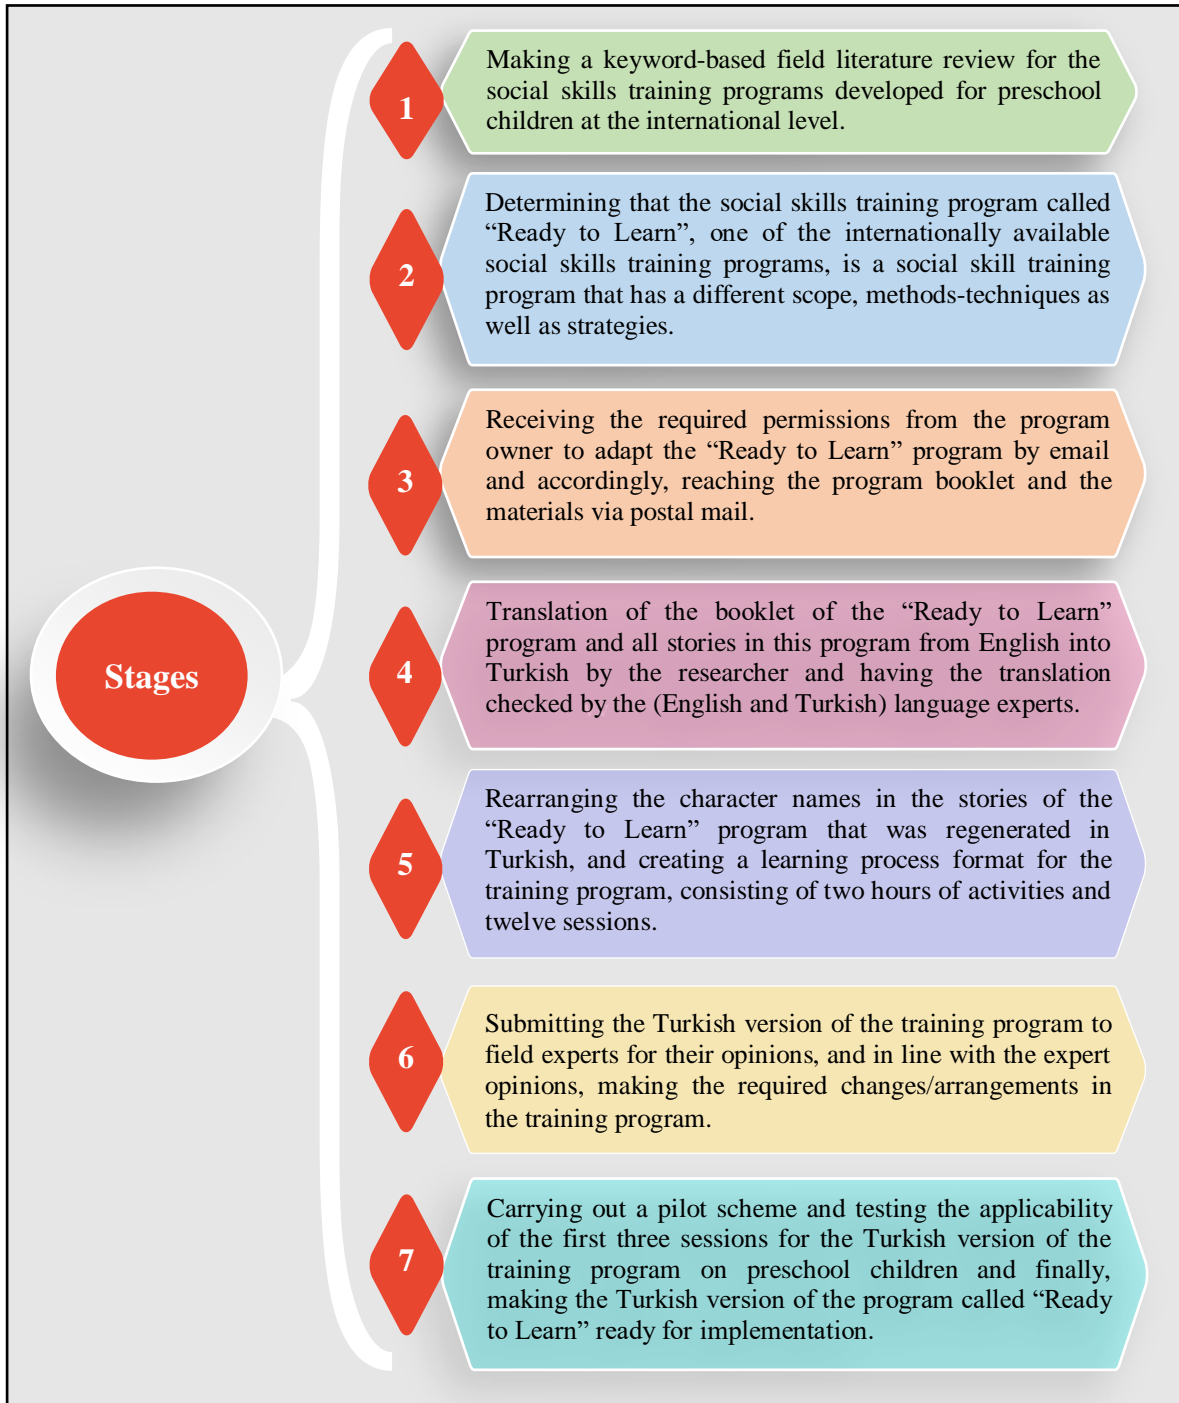 1
Making a keyword-based field literature review for the
social skills training programs developed for preschool
children at the international level.
2
Determining that the social skills training program called
“Ready to Learn”, one of the internationally available
social skills training programs, is a social skill training
program that has a different scope, methods-techniques as
well as strategies.
3
Receiving the required permissions from the program
owner to adapt the “Ready to Learn” program by email
and accordingly, reaching the program booklet and the
materials via postal mail.
Stages
4
Translation of the booklet of the “Ready to Learn”
program and all stories in this program from English into
Turkish by the researcher and having the translation
checked by the (English and Turkish) language experts.
5
Rearranging the character names in the stories of the
“Ready to Learn” program that was regenerated in
Turkish, and creating a learning process format for the
training program, consisting of two hours of activities and
twelve sessions.
6
Submitting the Turkish version of the training program to
field experts for their opinions, and in line with the expert
opinions, making the required changes/arrangements in
the training program.
7
Carrying out a pilot scheme and testing the applicability
of the first three sessions for the Turkish version of the
training program on preschool children and finally,
making the Turkish version of the program called “Ready
to Learn” ready for implementation.